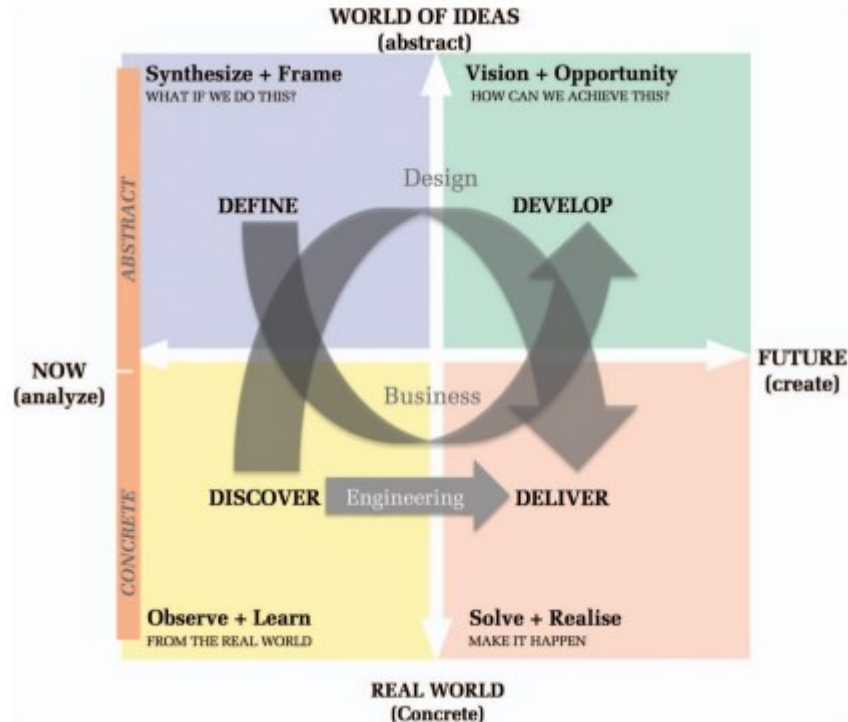 WORLD OF IDEAS
(abstract)
Synthesize + Frame
WHAT IF WE DO THIS?
Vision + Opportunity
HOW CAN WE ACHIEVE THIS?
ABSTRACT
Design
DEFINE
DEVELOP
NOW
(analyze)
FUTURE
(create)
Business
CONCRETE
DISCOVER
Engineering
DELIVER
Observe + Learn
FROM THE REAL WORLD
Solve + Realise
MAKE IT HAPPEN
REAL WORLD
(Concrete)